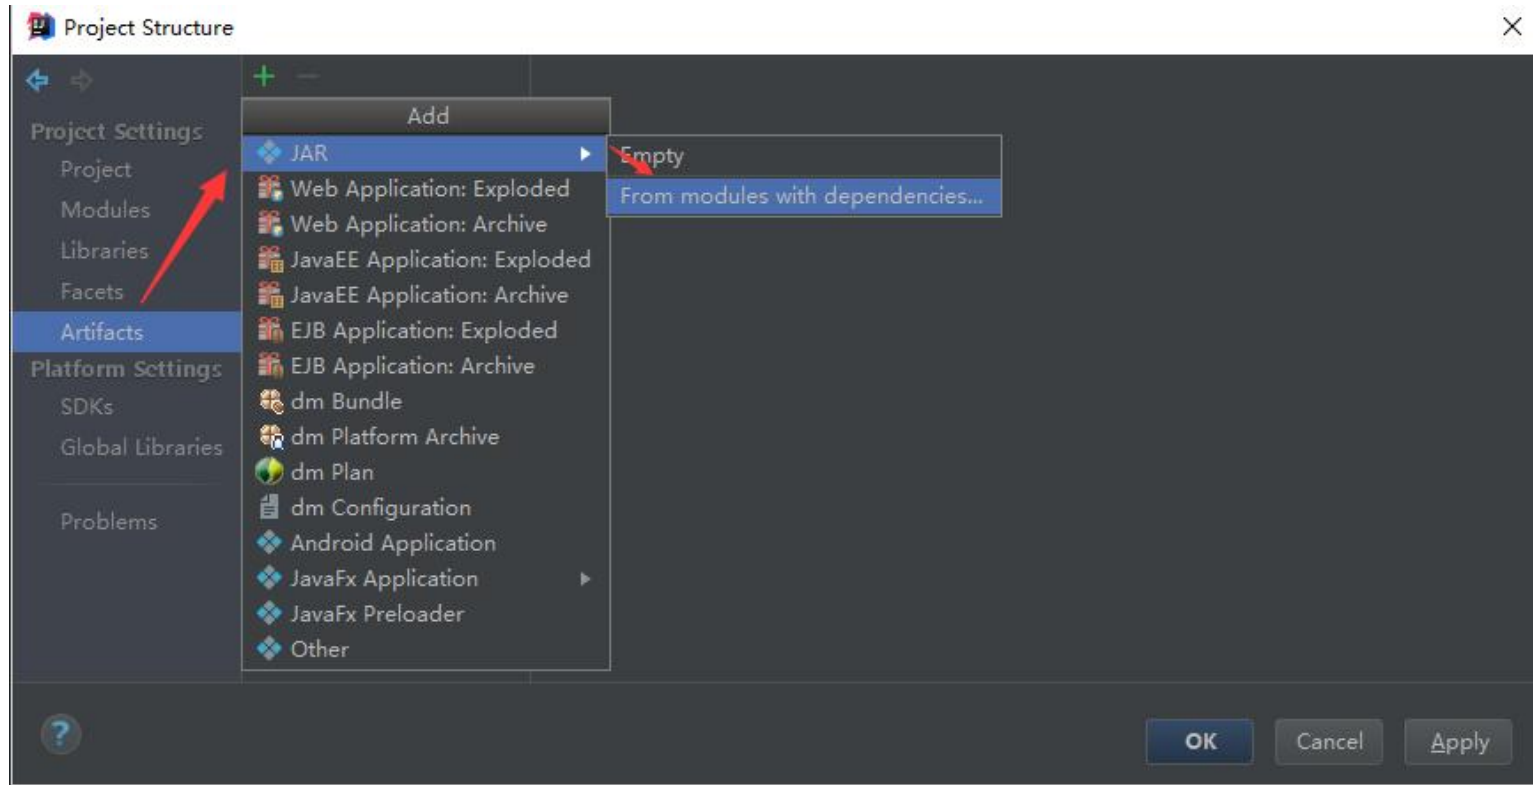 Project Structure
Project Settings
Project
Modules
Libraries
Facets
Artifacts
Platform Settings
SDKs
Global Libraries
Problems
Add
JAR
Web Application: Exploded
Web Application: Archive
JavaEE Application: Exploded
JavaEE Application: Archive
EJB Application: Exploded
EJB Application: Archive
dm Bundle
dm Platform Archive
dm Plan
dm Configuration
Android Application
JavaFx Application
JavaFx Preloader
Other
Empty
From modules with dependencies...
?
OK
Cancel
Apply